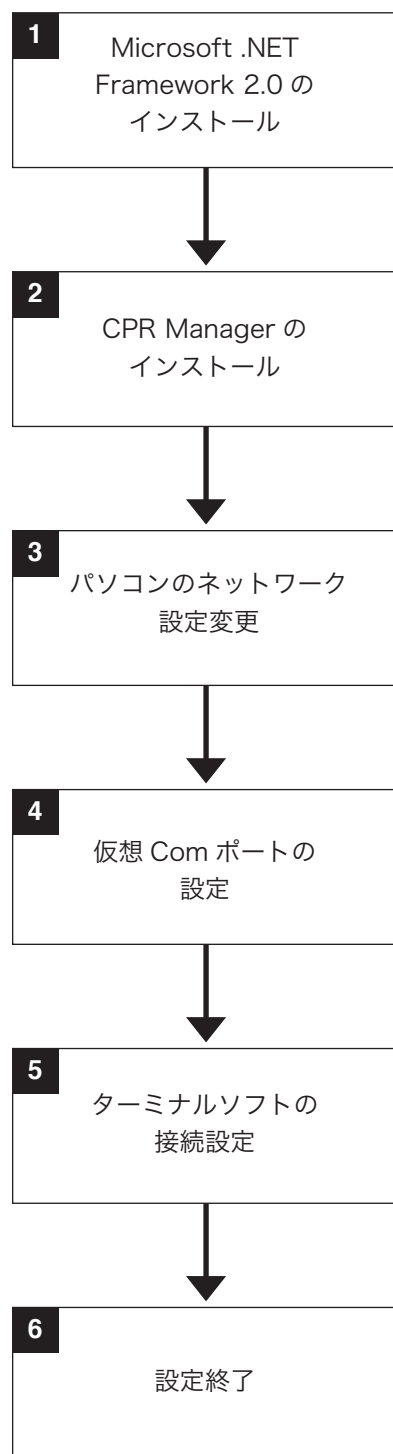 1
Microsoft .NET
Framework 2.0 の
インストール
2
CPR Manager の
インストール
3
パソコンのネットワーク
設定変更
4
仮想 Com ポートの
設定
5
ターミナルソフトの
接続設定
6
設定終了